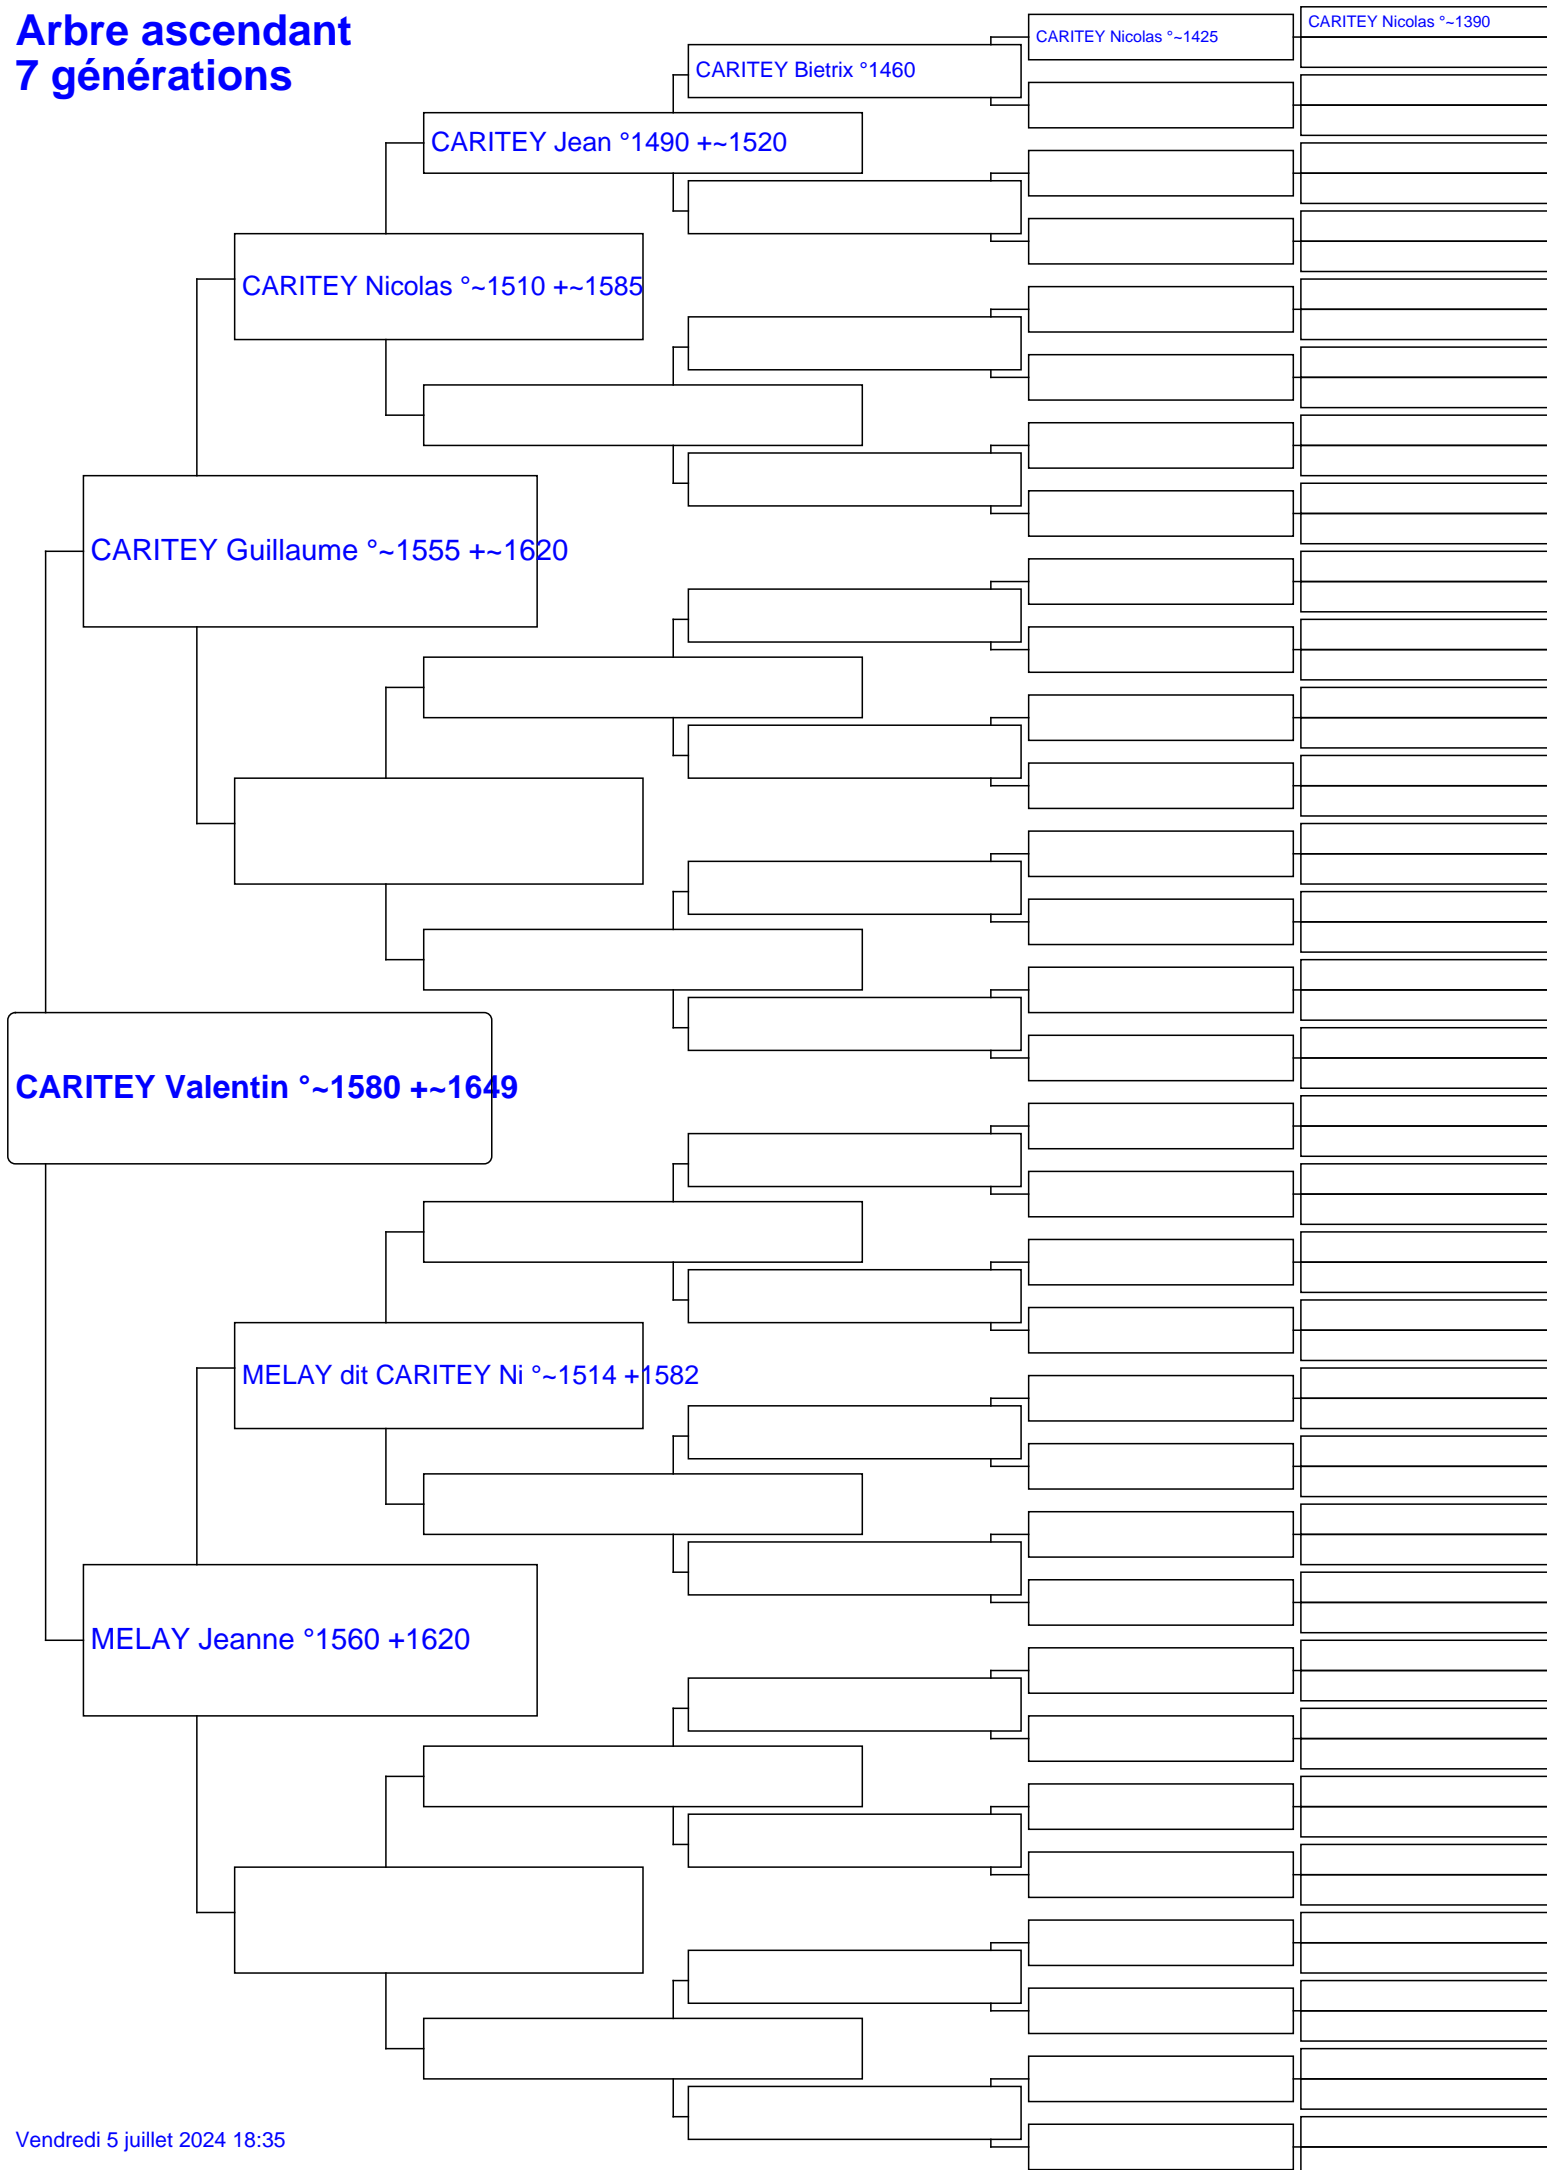 Arbre ascendant
7 générations
CARITEY Nicolas °~1390
CARITEY Nicolas °~1425
CARITEY Bietrix °1460
CARITEY Jean °1490 +~1520
CARITEY Nicolas °~1510 +~1585
CARITEY Guillaume °~1555 +~1620
CARITEY Valentin °~1580 +~1649
MELAY dit CARITEY Ni °~1514 +1582
MELAY Jeanne °1560 +1620
Vendredi 5 juillet 2024 18:35